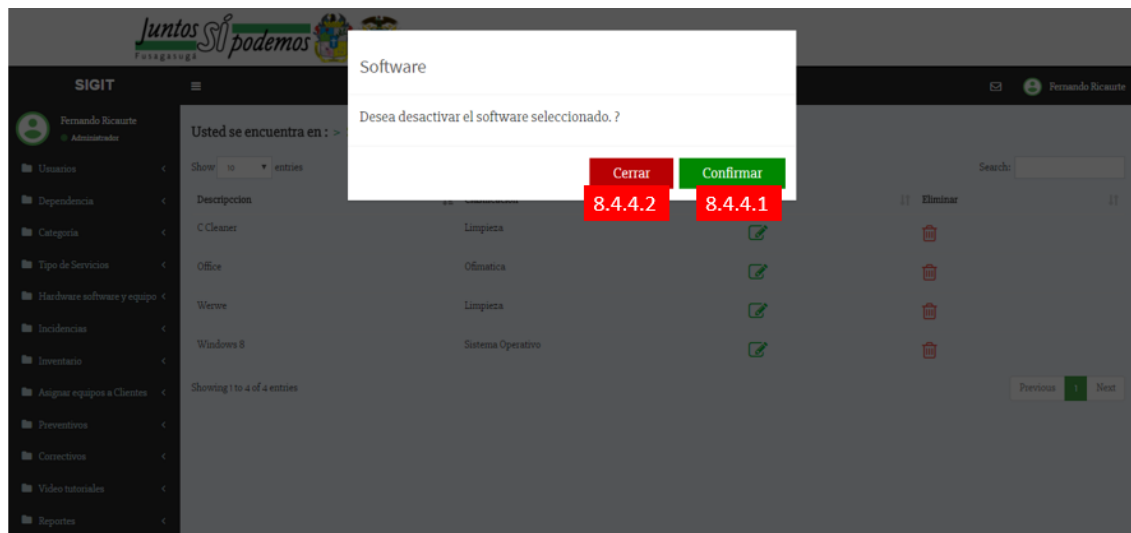 Juntos SÍ podemos
Fusagasugá
SIGIT
Fernando Ricaurte
Fernando Ricaurte
Administrador
Usted se encuentra en : >
Software
Desea desactivar el software seleccionado. ?
Cerrar
Confirmar
8.4.4.2
8.4.4.1
Show 10 entries
Search:
Descripccion
Eliminar
C Cleaner
Limpieza
Office
Ofimatica
Werwe
Limpieza
Windows 8
Sistema Operativo
Showing 1 to 4 of 4 entries
Previous
1
Next
Usuarios
Dependencia
Categoría
Tipo de Servicios
Hardware software y equipo
Incidencias
Inventario
Asignar equipos a Clientes
Preventivos
Correctivos
Video tutoriales
Reportes